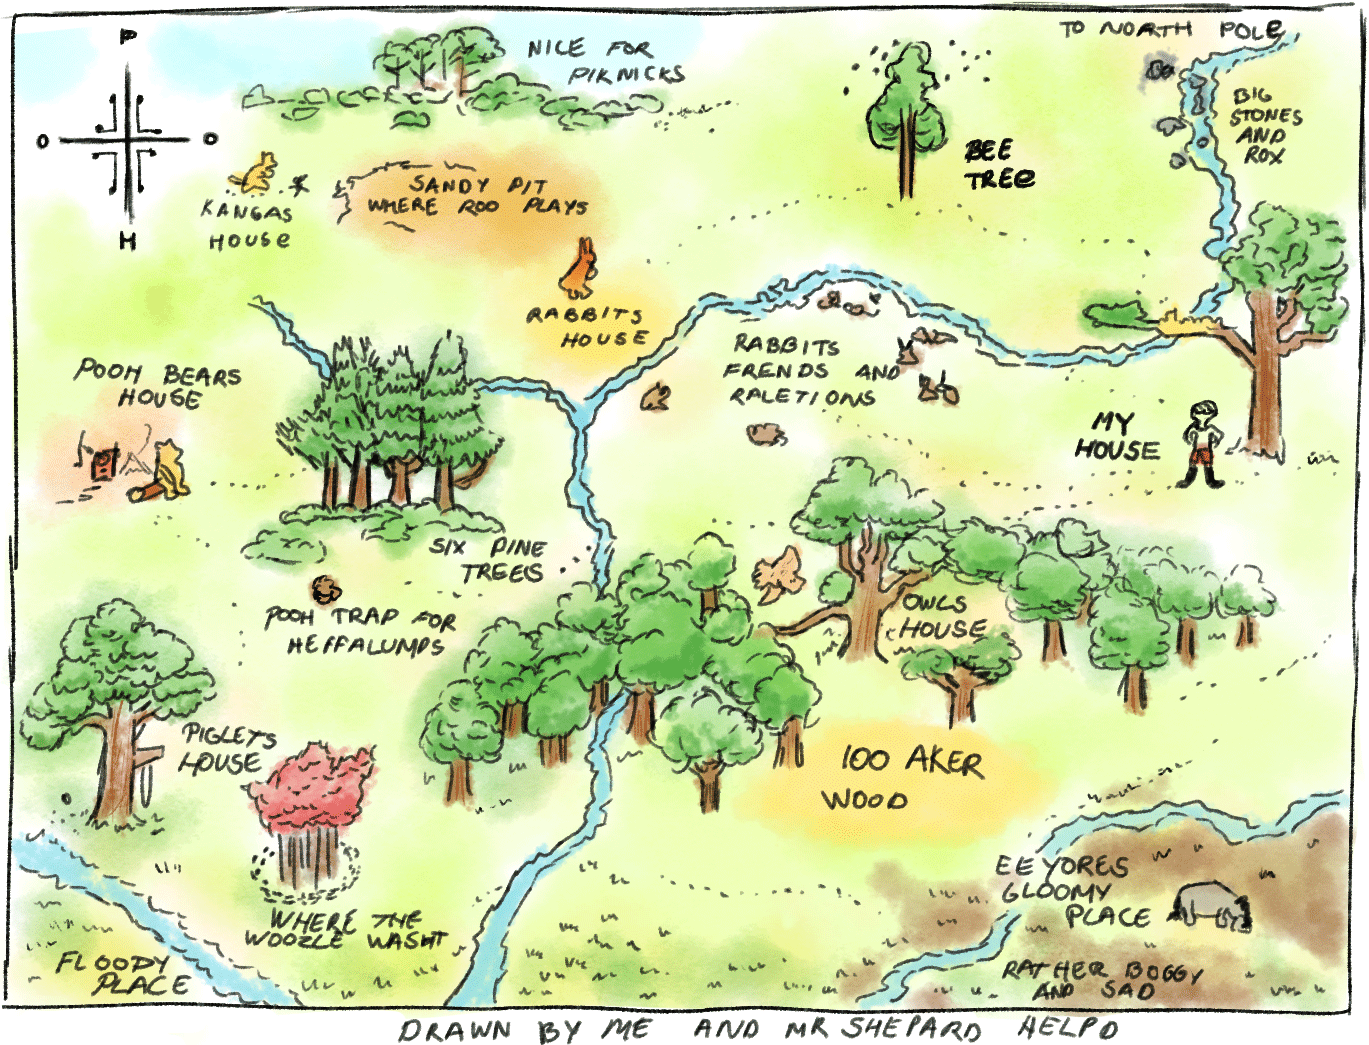 P
O
O
H
NICE FOR
PIKNICKS
TO NORTH POLE
BIG
STONES
AND
ROX
BEE
TREE
KANGAS
HOUSE
SANDY PIT
WHERE ROO PLAYS
RABBITS
HOUSE
RABBITS
FRENDS AND
RALETIONS
POOH BEARS
HOUSE
MY
HOUSE
SIX PINE
TREES
POOH TRAP FOR
HEFFALUMPS
OWLS
HOUSE
PIGLETS
HOUSE
100 AKER
WOOD
EEYORES
GLOOMY
PLACE
WHERE THE
WOOZLE WASNT
FLOODY
PLACE
RATHER BOGGY
AND SAD
DRAWN BY ME AND MR SHEPARD HELPD